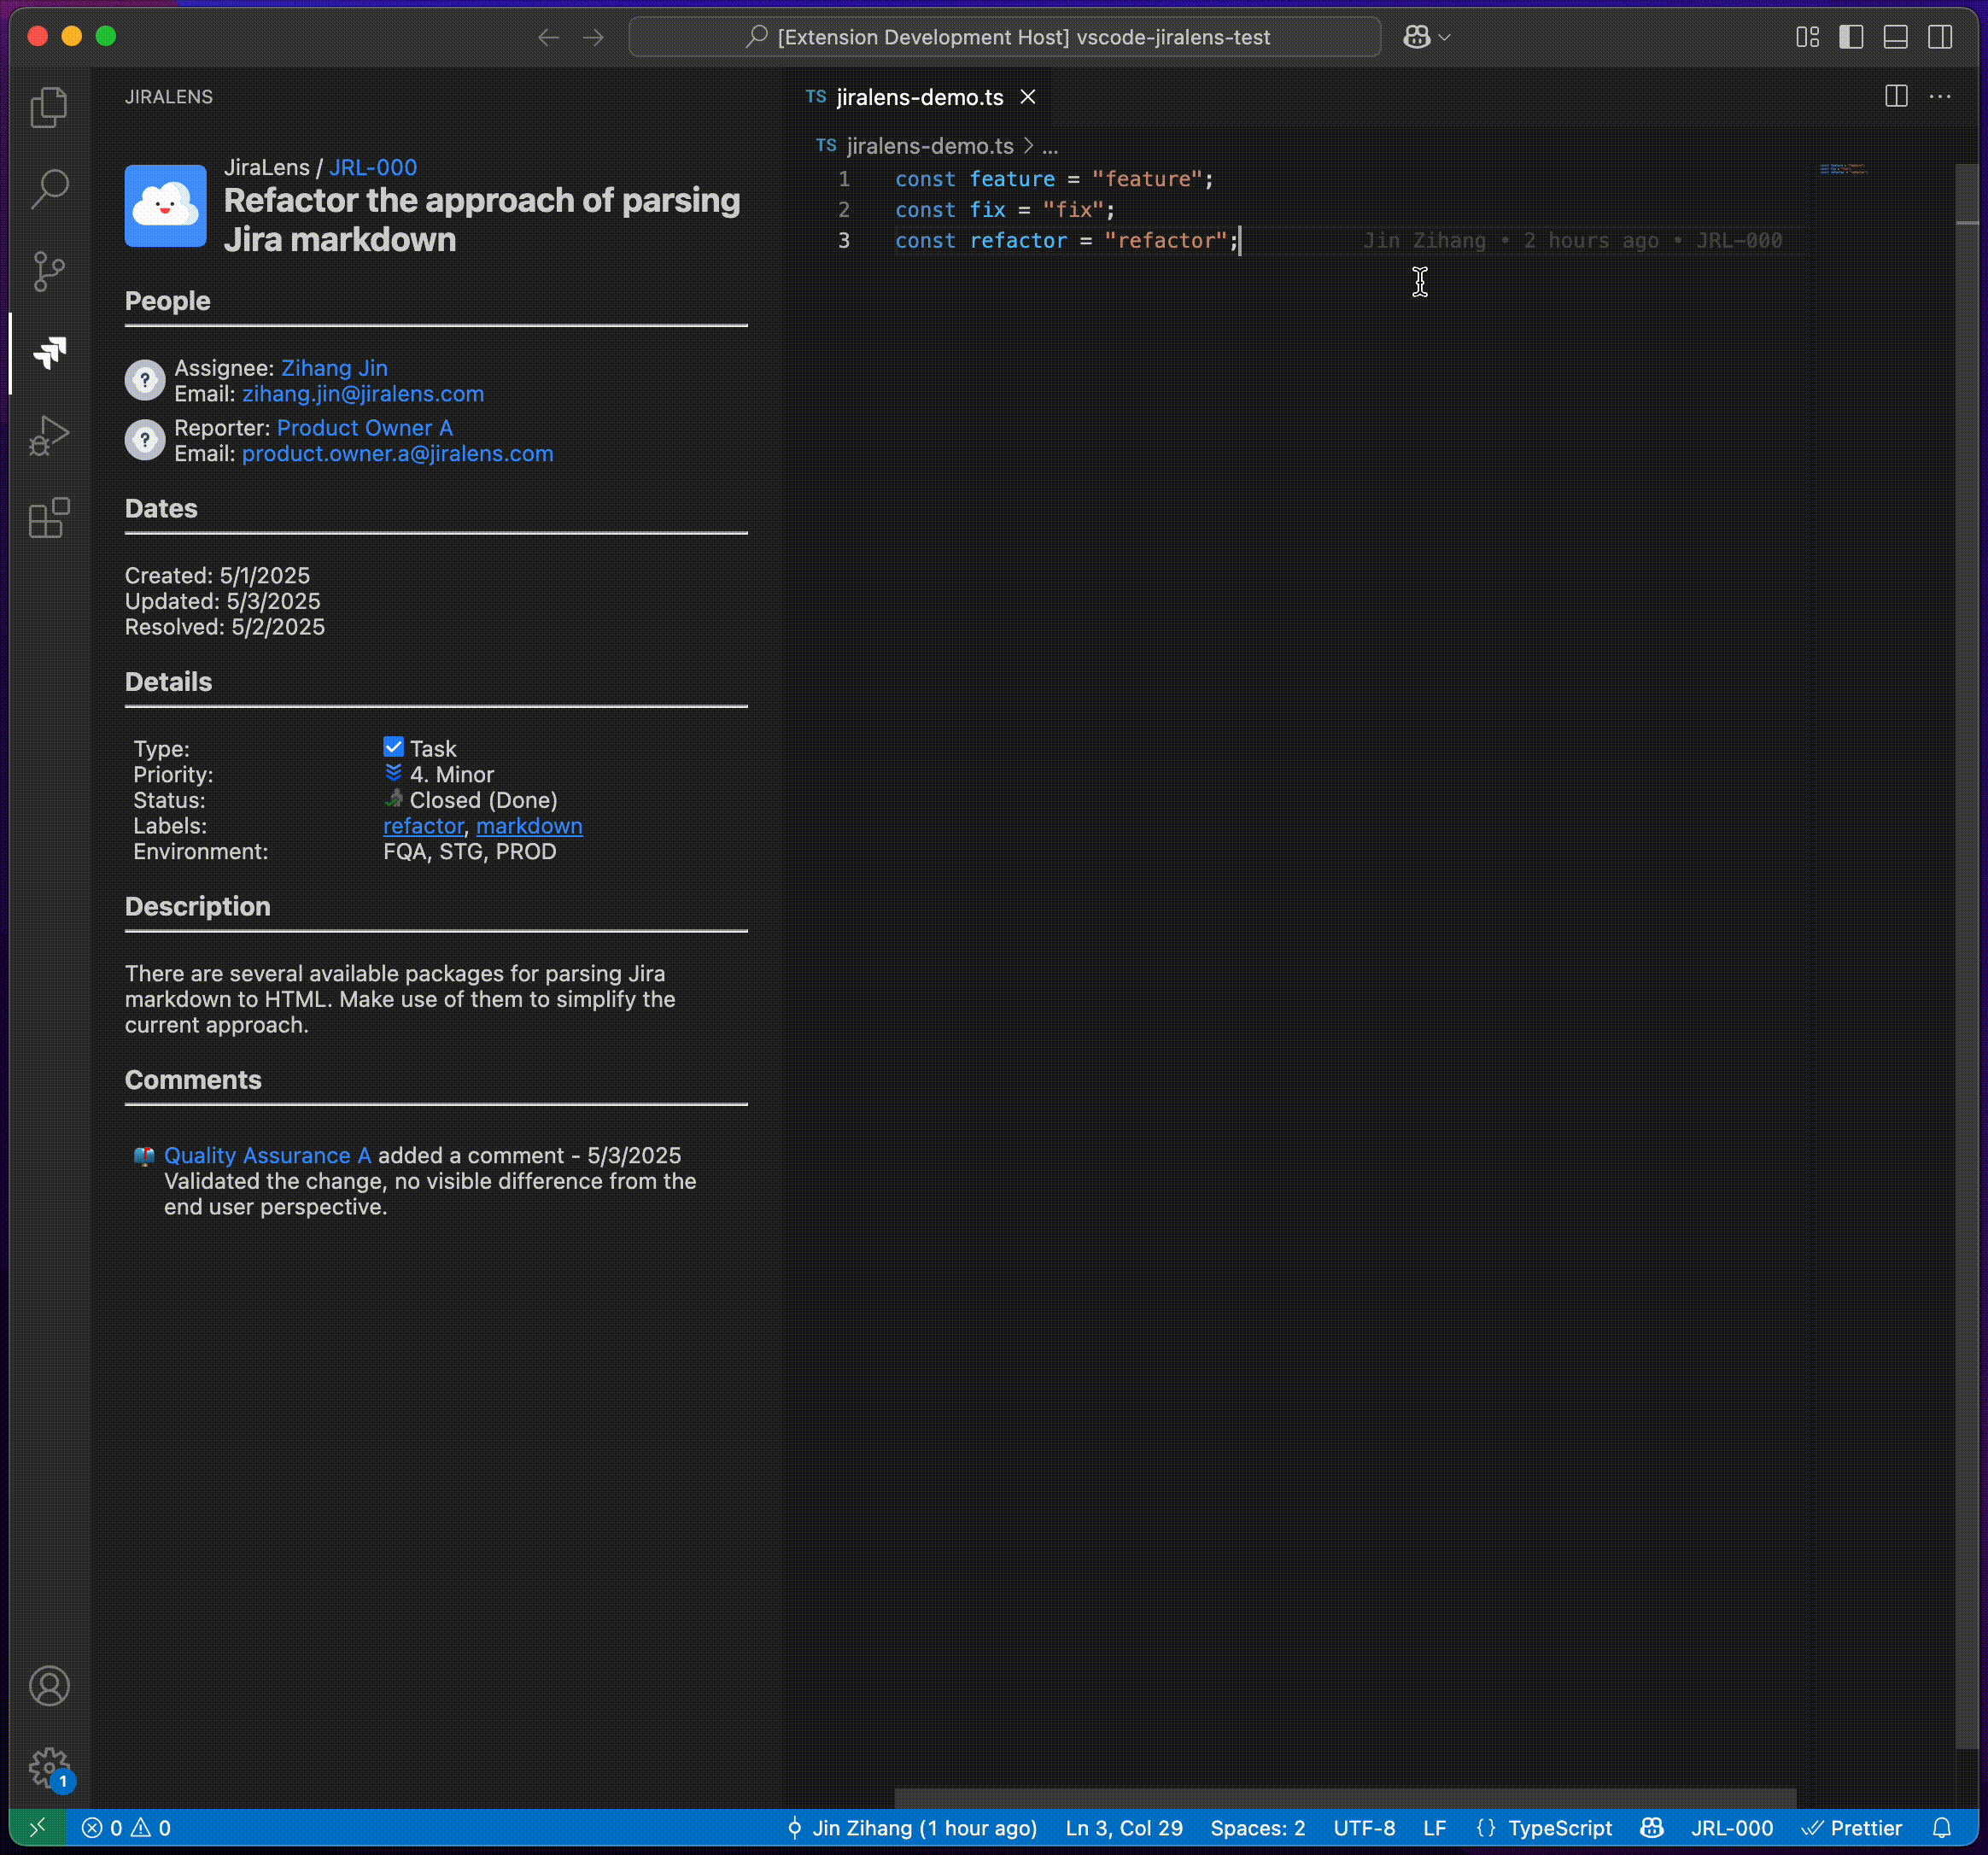 [Extension Development Host] vscode-jiralens-test
JIRALENS
JiraLens / JRL-000
Refactor the approach of parsing
Jira markdown
People
Assignee: Zihang Jin
Email: zihang.jin@jiralens.com
Reporter: Product Owner A
Email: product.owner.a@jiralens.com
Dates
Created: 5/1/2025
Updated: 5/3/2025
Resolved: 5/2/2025
Details
Type: Task
Priority: 4. Minor
Status: Closed (Done)
Labels: refactor, markdown
Environment: FQA, STG, PROD
Description
There are several available packages for parsing Jira
markdown to HTML. Make use of them to simplify the
current approach.
Comments
Quality Assurance A added a comment - 5/3/2025
Validated the change, no visible difference from the
end user perspective.
TS jiralens-demo.ts
TS jiralens-demo.ts > ...
1 const feature = "feature";
2 const fix = "fix";
3 const refactor = "refactor"; Jin Zihang • 2 hours ago • JRL-000
1
0 0 Jin Zihang (1 hour ago) Ln 3, Col 29 Spaces: 2 UTF-8 LF {} TypeScript JRL-000 Prettier